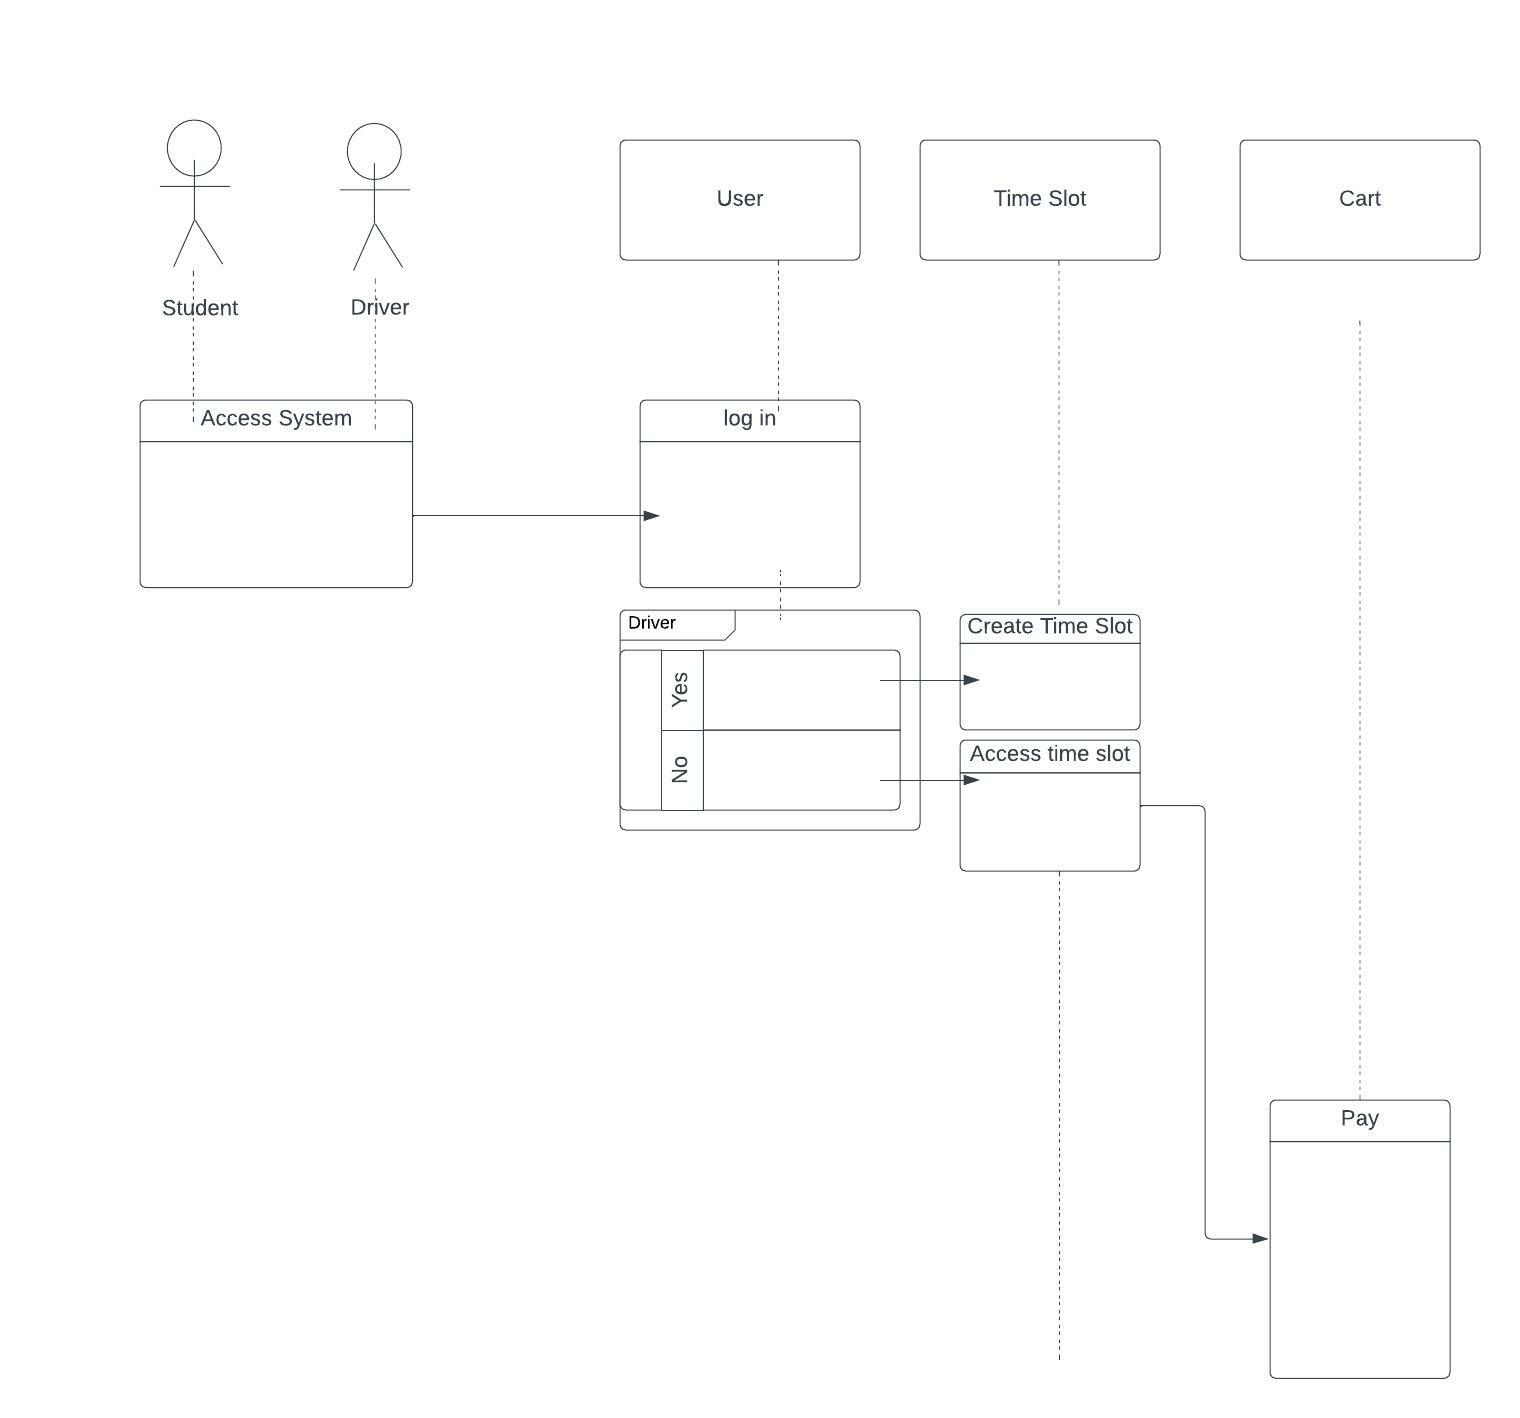 User
Time Slot
Cart
Student
Driver
Access System
log in
Driver
Yes
No
Create Time Slot
Access time slot
Pay